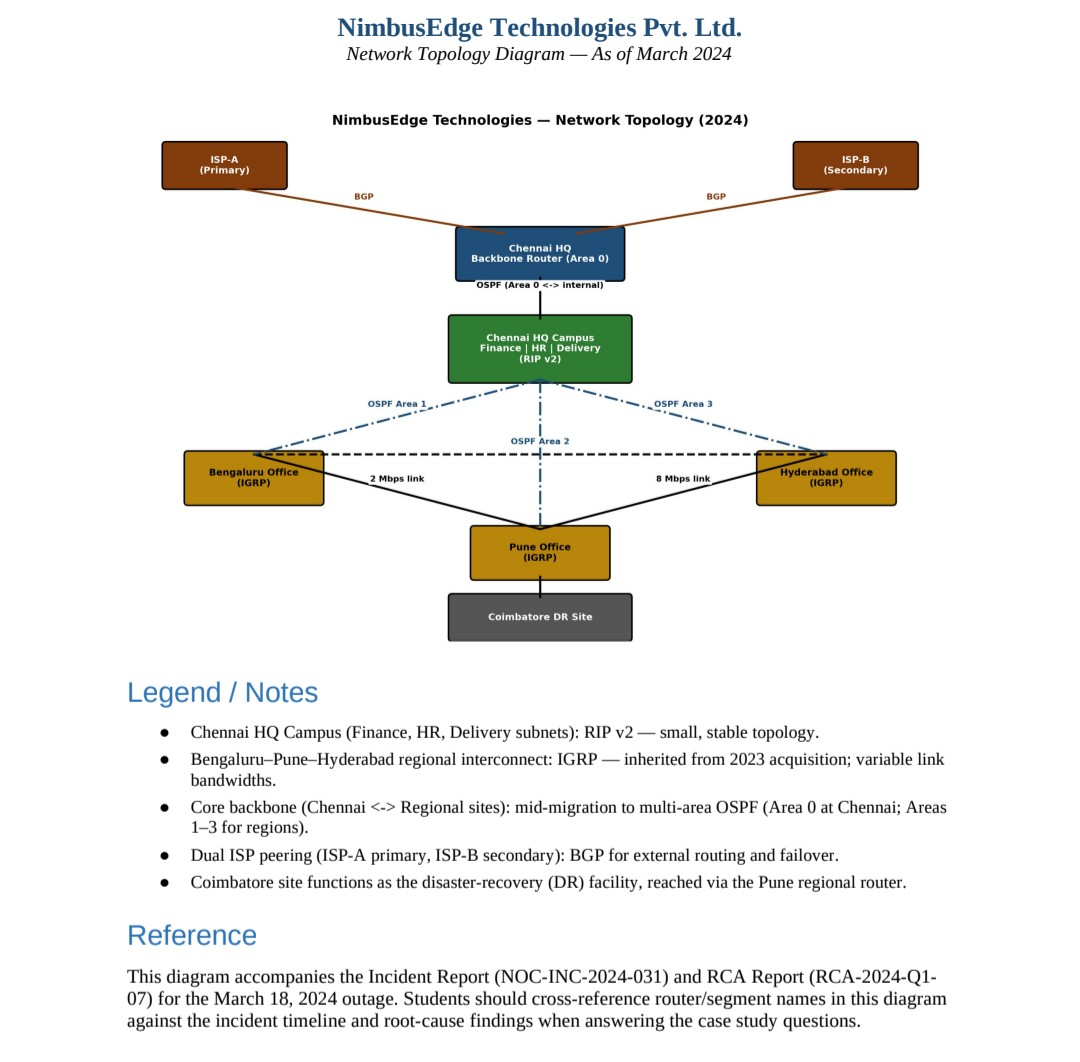 NimbusEdge Technologies Pvt. Ltd.
Network Topology Diagram — As of March 2024
NimbusEdge Technologies — Network Topology (2024)
ISP-A
(Primary)
ISP-B
(Secondary)
BGP
BGP
Chennai HQ
Backbone Router (Area 0)
OSPF (Area 0 <-> internal)
Chennai HQ Campus
Finance | HR | Delivery
(RIP v2)
OSPF Area 1
OSPF Area 3
OSPF Area 2
Bengaluru Office
(IGRP)
Hyderabad Office
(IGRP)
2 Mbps link
8 Mbps link
Pune Office
(IGRP)
Coimbatore DR Site
Legend / Notes
● Chennai HQ Campus (Finance, HR, Delivery subnets): RIP v2 — small, stable topology.
● Bengaluru–Pune–Hyderabad regional interconnect: IGRP — inherited from 2023 acquisition; variable link
bandwidths.
● Core backbone (Chennai <-> Regional sites): mid-migration to multi-area OSPF (Area 0 at Chennai; Areas
1–3 for regions).
● Dual ISP peering (ISP-A primary, ISP-B secondary): BGP for external routing and failover.
● Coimbatore site functions as the disaster-recovery (DR) facility, reached via the Pune regional router.
Reference
This diagram accompanies the Incident Report (NOC-INC-2024-031) and RCA Report (RCA-2024-Q1-
07) for the March 18, 2024 outage. Students should cross-reference router/segment names in this diagram
against the incident timeline and root-cause findings when answering the case study questions.